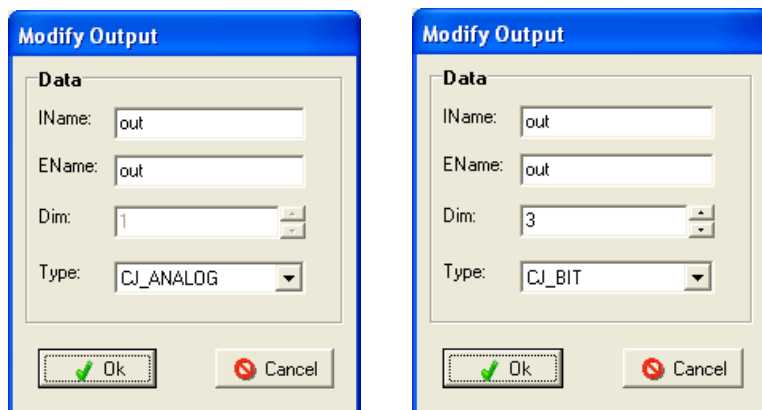 Modify Output
Data
IName: out
EName: out
Dim: 1
Type: CJ_ANALOG
Ok Cancel
Modify Output
Data
IName: out
EName: out
Dim: 3
Type: CJ_BIT
Ok Cancel